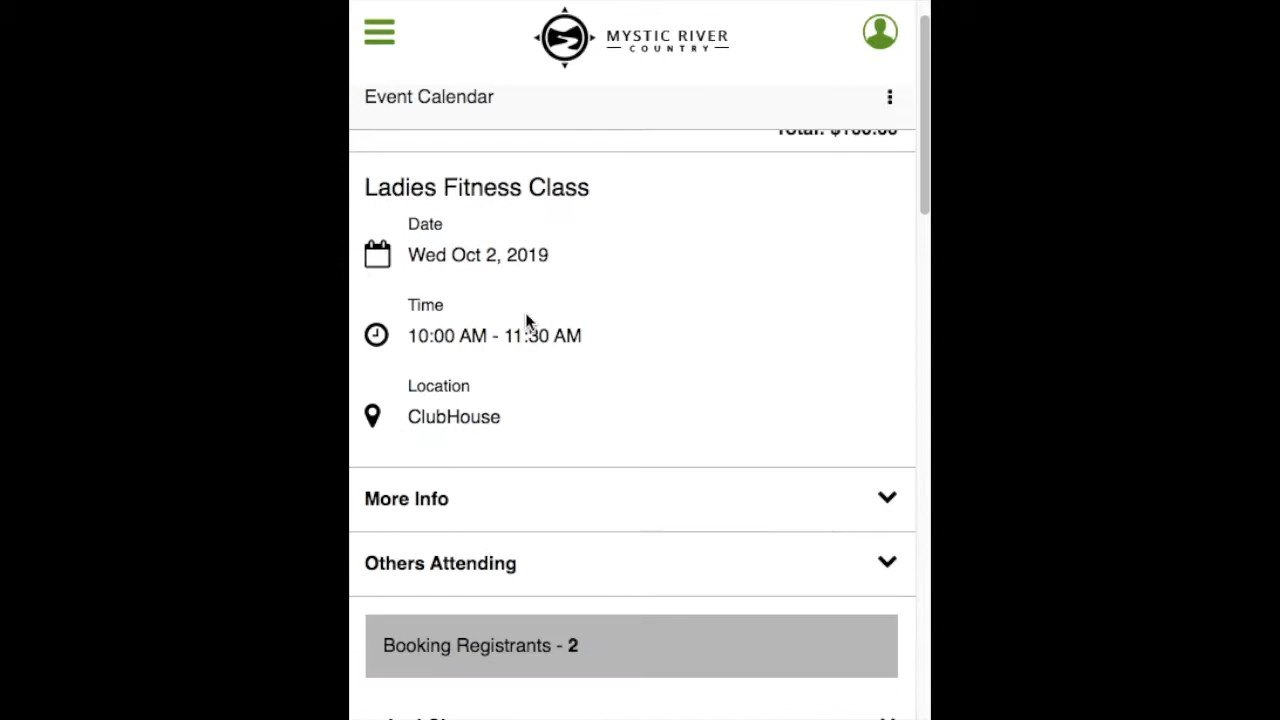 MYSTIC RIVER
COUNTRY
Event Calendar
Ladies Fitness Class
Date
Wed Oct 2, 2019
Time
10:00 AM - 11:30 AM
Location
ClubHouse
More Info
Others Attending
Booking Registrants - 2